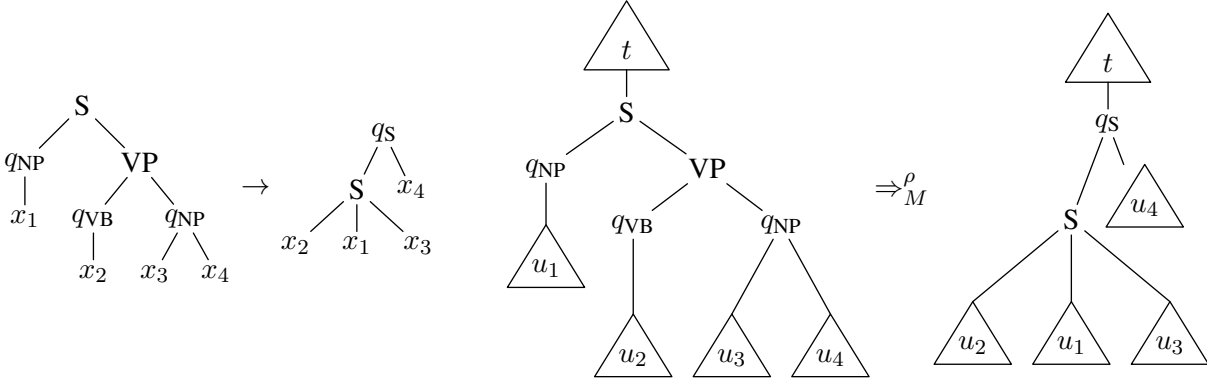 S
q_NP VP
x_1 q_VB q_NP
x_2 x_3 x_4
→
q_S
S x_4
x_2 x_1 x_3
t
S
q_NP VP
u_1 q_VB q_NP
u_2 u_3 u_4
⇒_M^ρ
t
q_S
S u_4
u_2 u_1 u_3